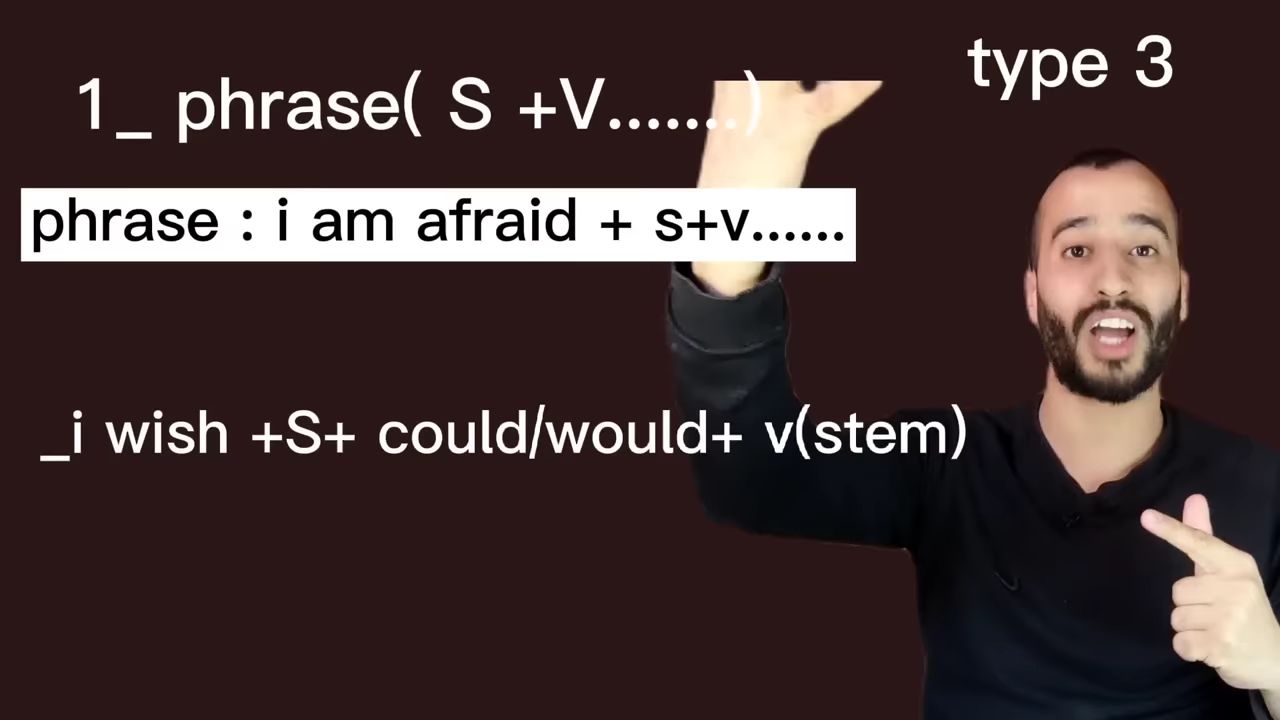 type 3
1_ phrase( S +V.......)
phrase : i am afraid + s+v......
_i wish +S+ could/would+ v(stem)